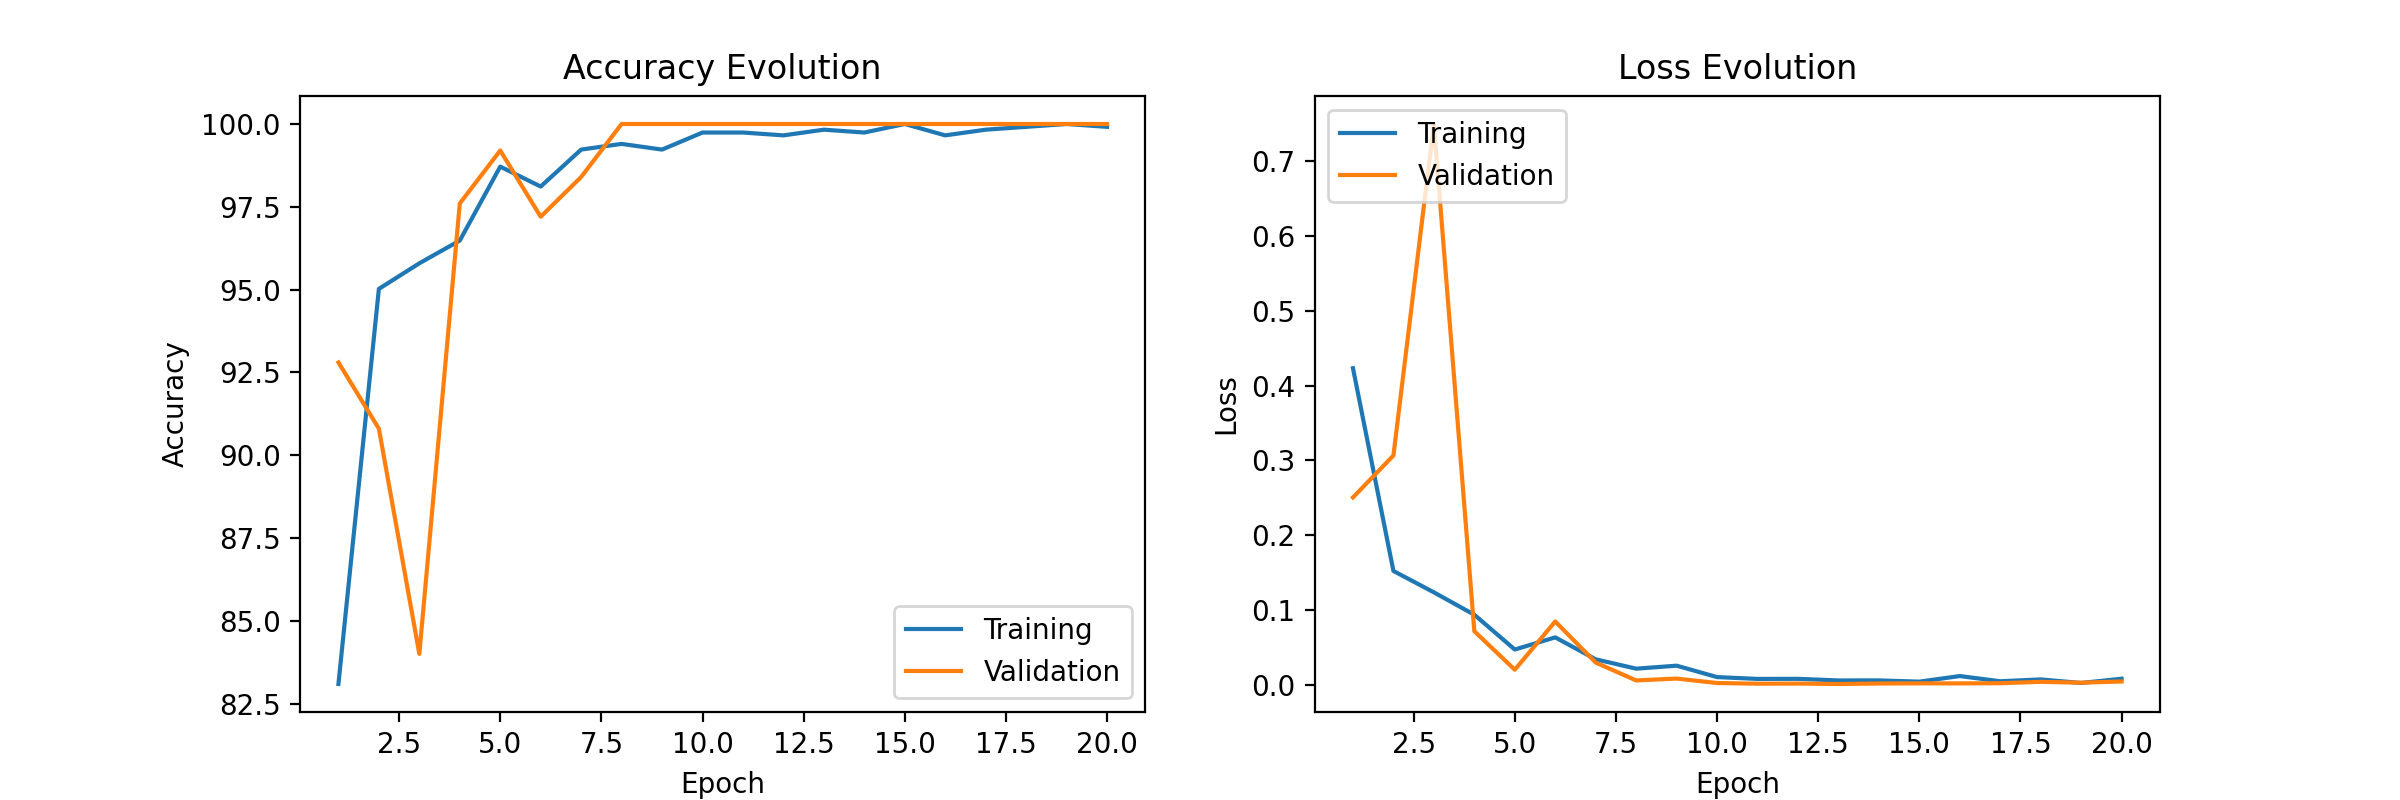 Accuracy Evolution
100.0
97.5
95.0
92.5
90.0
87.5
85.0
82.5
Accuracy
Training
Validation
2.5 5.0 7.5 10.0 12.5 15.0 17.5 20.0
Epoch
Loss Evolution
Training
Validation
0.7
0.6
0.5
0.4
0.3
0.2
0.1
0.0
Loss
2.5 5.0 7.5 10.0 12.5 15.0 17.5 20.0
Epoch